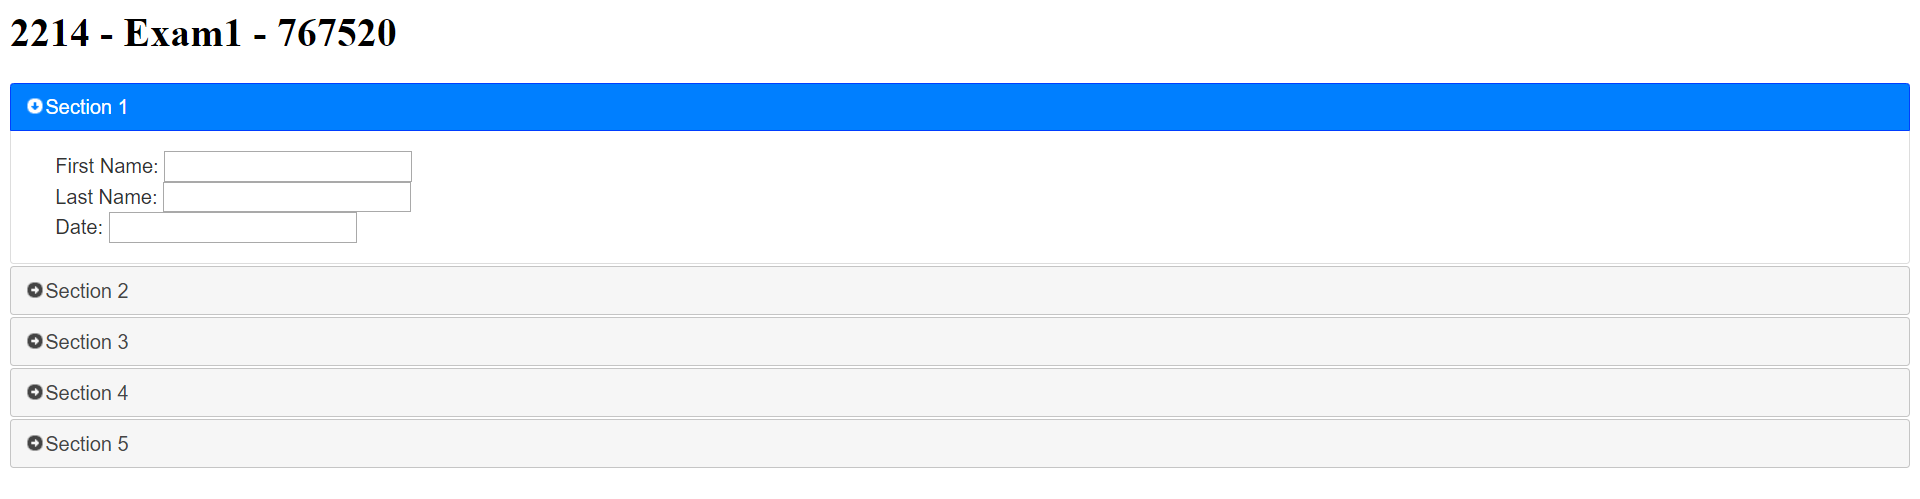 2214 - Exam1 - 767520
Section 1
First Name:
Last Name:
Date:
Section 2
Section 3
Section 4
Section 5